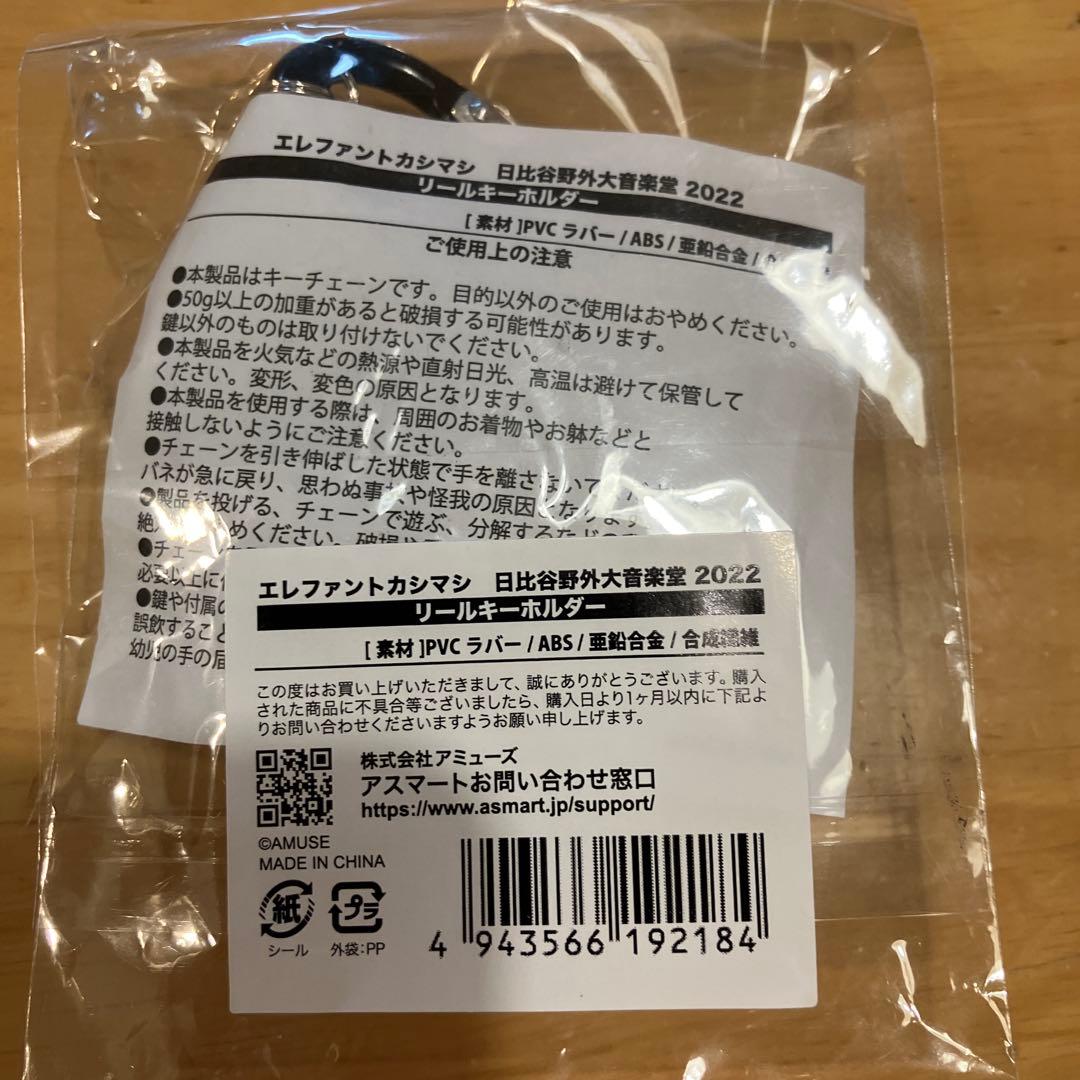 エレファントカシマシ 日比谷野外大音楽堂 2022
リールキーホルダー
[ 素材 ]PVC ラバー / ABS / 亜鉛合金 /
ご使用上の注意
●本製品はキーチェーンです。目的以外のご使用はおやめください。
●50g以上の加重があると破損する可能性があります。
鍵以外のものは取り付けないでください。
●本製品を火気などの熱源や直射日光、高温は避けて保管して
ください。変形、変色の原因となります。
●本製品を使用する際は、周囲のお着物やお躰などと
接触しないようにご注意ください。
●チェーンを引き伸ばした状態で手を離さないで
バネが急に戻り、思わぬ事故や怪我の原因となります
●製品を投げる、チェーンで遊ぶ、分解するなどの
めください。破損や
●チェーン
必要以上に
●鍵や付属の
誤飲すること
幼児の手の届
エレファントカシマシ 日比谷野外大音楽堂 2022
リールキーホルダー
[ 素材 ]PVC ラバー / ABS / 亜鉛合金 / 合成繊維
この度はお買い上げいただきまして、誠にありがとうございます。購入
された商品に不具合等ございましたら、購入日より1ヶ月以内に下記よ
りお問い合わせくださいますようお願い申し上げます。
株式会社アミューズ
アスマートお問い合わせ窓口
https://www.asmart.jp/support/
©AMUSE
MADE IN CHINA
紙 プラ
シール 外袋:PP
4 943566 192184